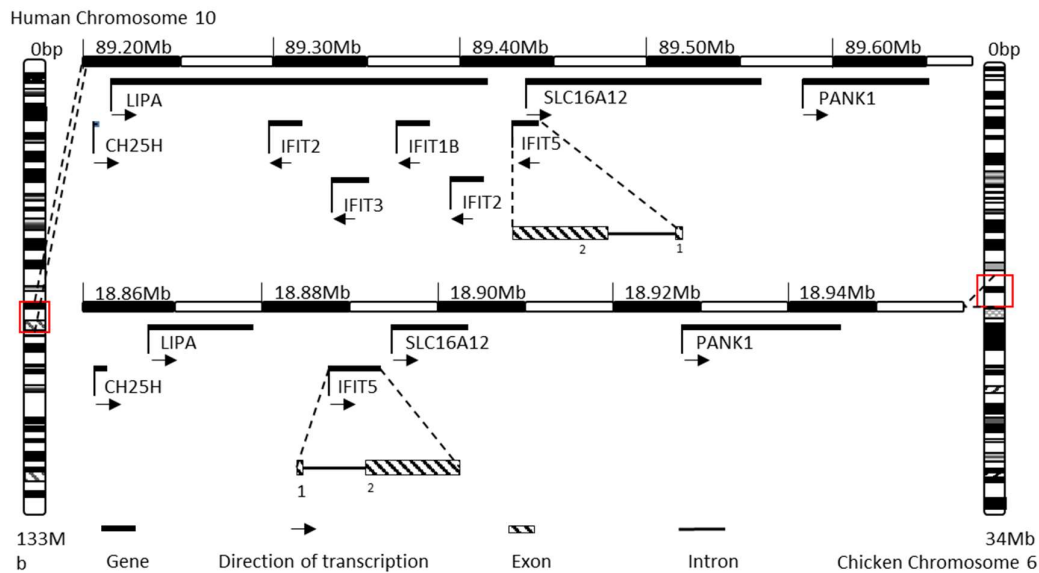 Human Chromosome 10
0bp 89.20Mb 89.30Mb 89.40Mb 89.50Mb 89.60Mb 0bp
LIPA SLC16A12 PANK1
CH25H IFIT2 IFIT1B IFIT5
IFIT3 IFIT2
2 1
18.86Mb 18.88Mb 18.90Mb 18.92Mb 18.94Mb
LIPA SLC16A12 PANK1
CH25H IFIT5
1 2
133M
b
34Mb
Gene Direction of transcription Exon Intron Chicken Chromosome 6